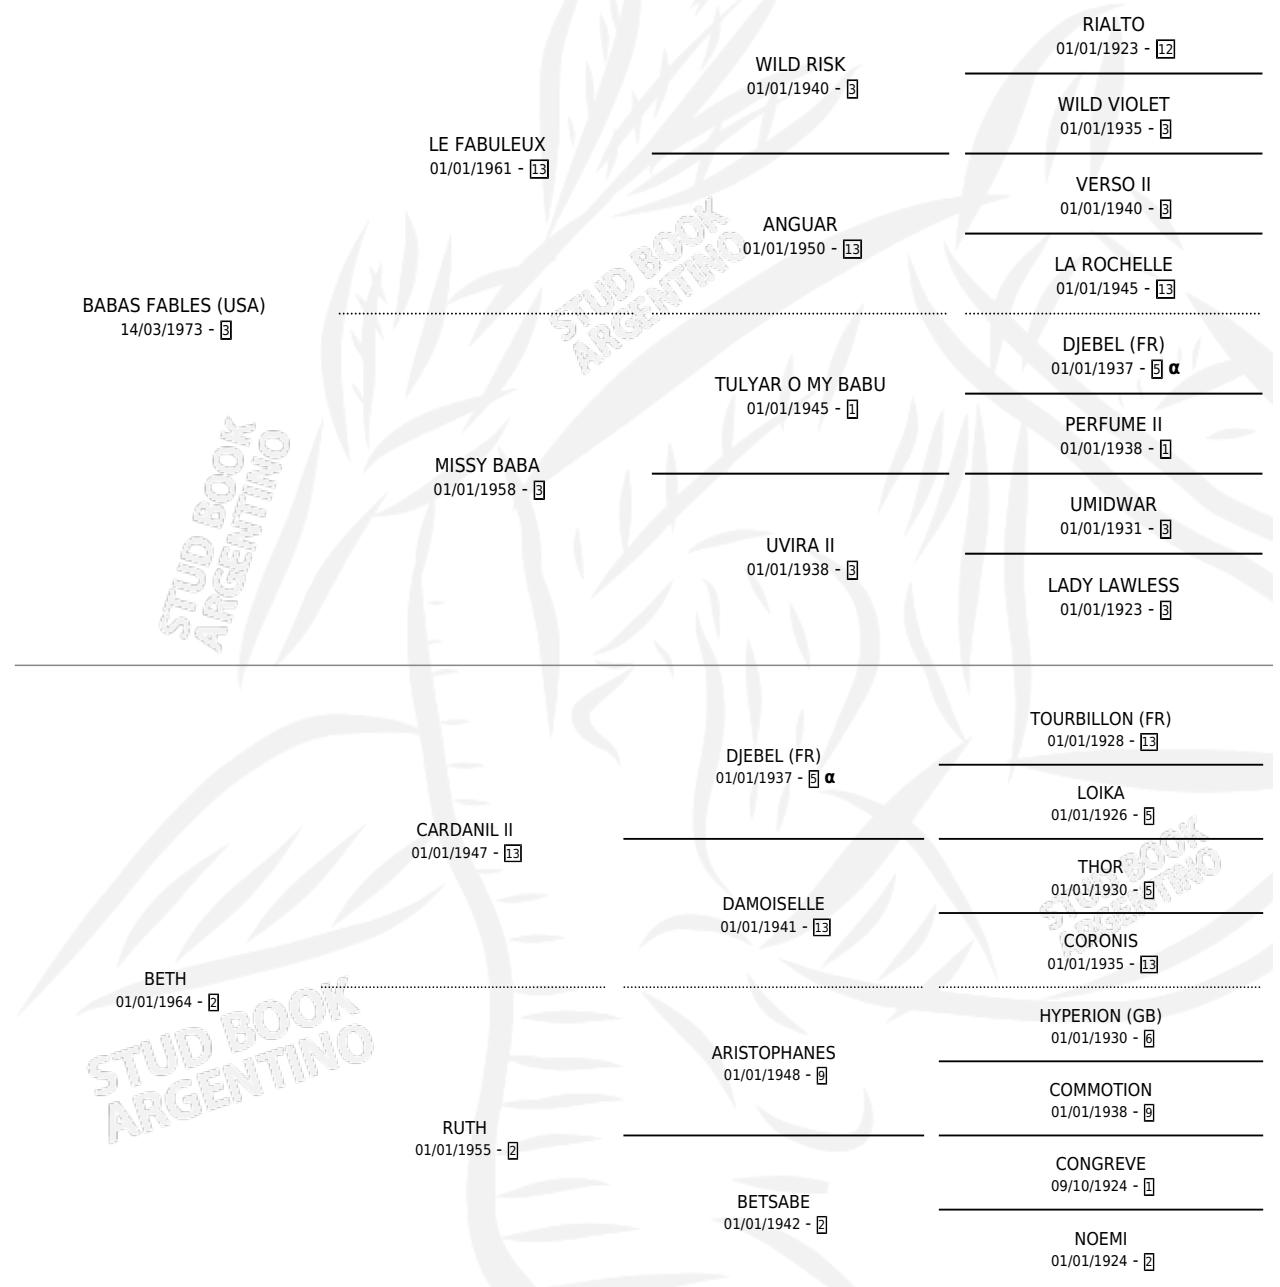 RIALTO
01/01/1923 - 12
WILD RISK
01/01/1940 - 3
WILD VIOLET
01/01/1935 - 3
LE FABULEUX
01/01/1961 - 13
VERSO II
01/01/1940 - 3
ANGUAR
01/01/1950 - 13
LA ROCHELLE
01/01/1945 - 13
BABAS FABLES (USA)
14/03/1973 - 3
DJEBEL (FR)
01/01/1937 - 5 α
TULYAR O MY BABU
01/01/1945 - 1
PERFUME II
01/01/1938 - 1
MISSY BABA
01/01/1958 - 3
UMIDWAR
01/01/1931 - 3
UVIRA II
01/01/1938 - 3
LADY LAWLESS
01/01/1923 - 3
STUD BOOK
ARGENTINO
STUD BOOK
ARGENTINO
TOURBILLON (FR)
01/01/1928 - 13
DJEBEL (FR)
01/01/1937 - 5 α
LOIKA
01/01/1926 - 5
CARDANIL II
01/01/1947 - 13
THOR
01/01/1930 - 5
DAMOISELLE
01/01/1941 - 13
CORONIS
01/01/1935 - 13
BETH
01/01/1964 - 2
HYPERION (GB)
01/01/1930 - 6
ARISTOPHANES
01/01/1948 - 9
COMMOTION
01/01/1938 - 9
RUTH
01/01/1955 - 2
CONGREVE
09/10/1924 - 1
BETSABE
01/01/1942 - 2
NOEMI
01/01/1924 - 2
STUD BOOK
ARGENTINO
STUD BOOK
ARGENTINO